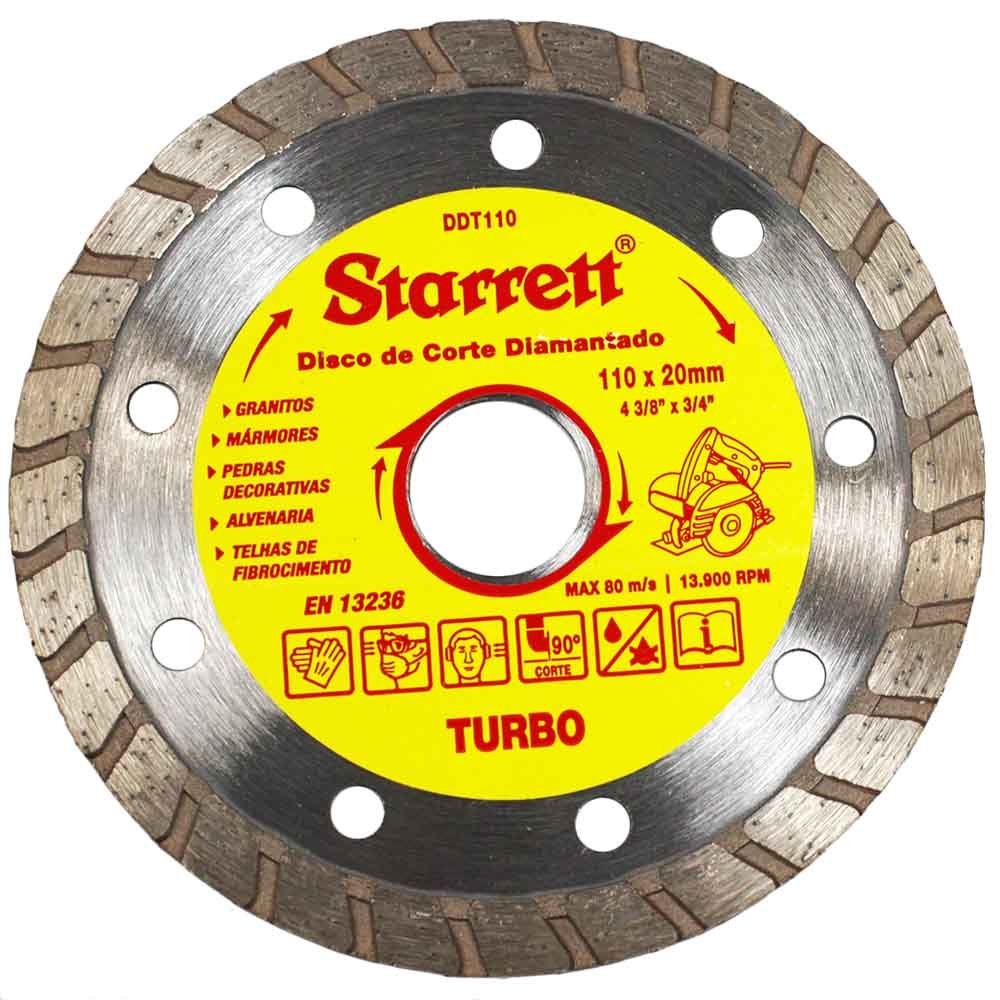 DDT110
Starrett®
Disco de Corte Diamantado
110 x 20mm
4 3/8" x 3/4"
GRANITOS
MÁRMORES
PEDRAS
DECORATIVAS
ALVENARIA
TELHAS DE
FIBROCIMENTO
EN 13236
MAX 80 m/s | 13.900 RPM
90°
CORTE
i
TURBO